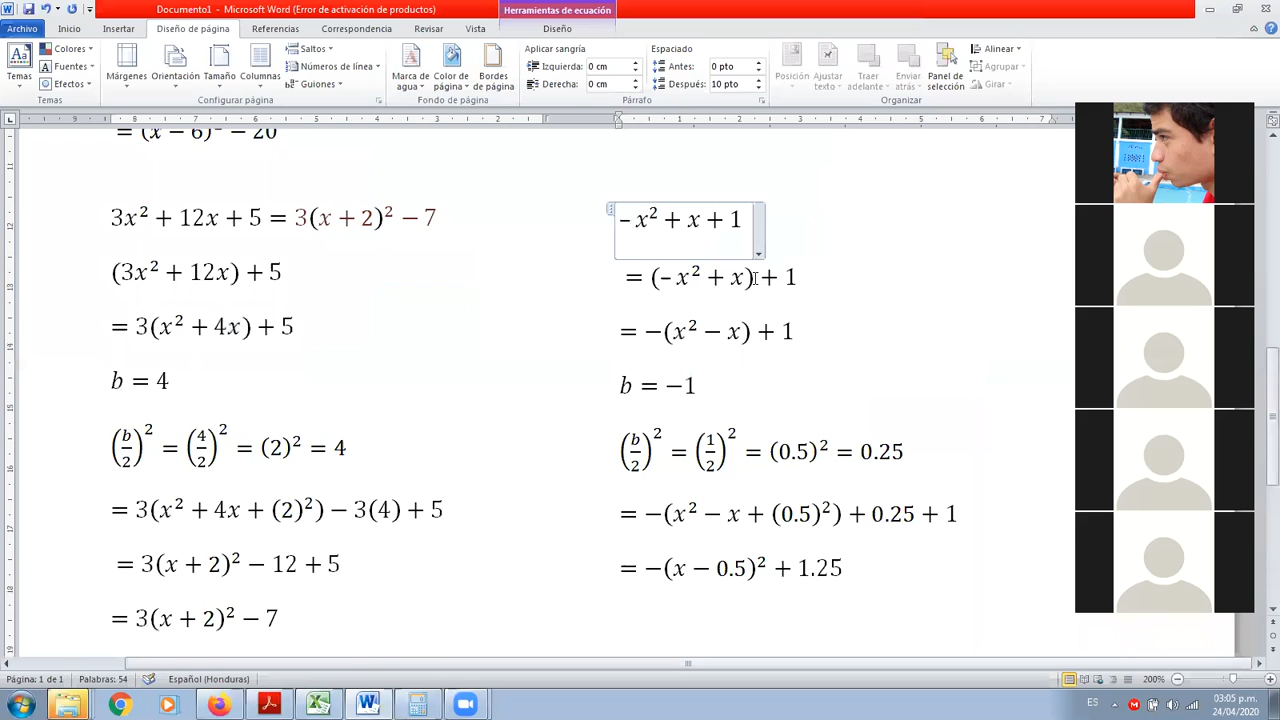 Documento1 - Microsoft Word (Error de activación de productos)
Herramientas de ecuación
Archivo Inicio Insertar Diseño de página Referencias Correspondencia Revisar Vista Diseño
Temas
Colores
Fuentes
Efectos
Temas
Márgenes Orientación Tamaño Columnas
Saltos
Números de línea
Guiones
Configurar página
Marca de agua
Color de página
Bordes de página
Fondo de página
Aplicar sangría
Izquierda: 0 cm
Derecha: 0 cm
Espaciado
Antes: 0 pto
Después: 10 pto
Párrafo
Posición
Ajustar texto
Traer adelante
Enviar atrás
Panel de selección
Alinear
Agrupar
Girar
Organizar
= (x − 6)² − 20
3x² + 12x + 5 = 3(x + 2)² − 7
(3x² + 12x) + 5
= 3(x² + 4x) + 5
b = 4
(b/2)² = (4/2)² = (2)² = 4
= 3(x² + 4x + (2)²) − 3(4) + 5
= 3(x + 2)² − 12 + 5
= 3(x + 2)² − 7
−x² + x + 1
= (−x² + x) + 1
= −(x² − x) + 1
b = −1
(b/2)² = (1/2)² = (0.5)² = 0.25
= −(x² − x + (0.5)²) + 0.25 + 1
= −(x − 0.5)² + 1.25
Página: 1 de 1 Palabras: 54 Español (Honduras) 200%
ES 03:05 p.m.
24/04/2020